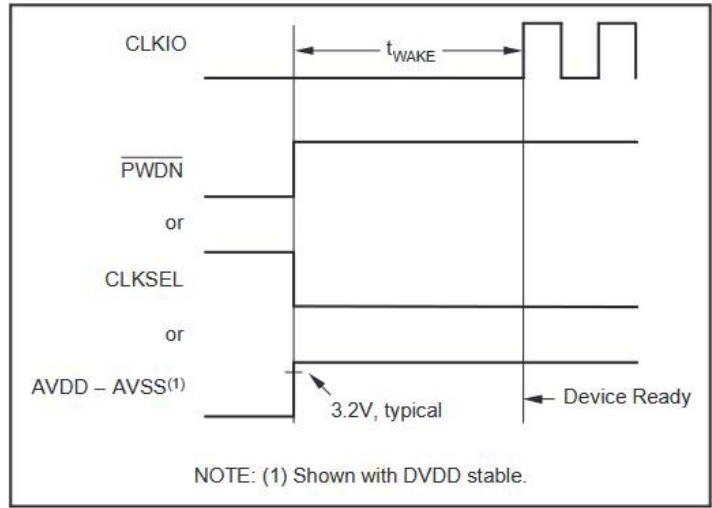 CLKIO
tWAKE
PWDN
or
CLKSEL
or
AVDD – AVSS(1)
3.2V, typical
Device Ready
NOTE: (1) Shown with DVDD stable.